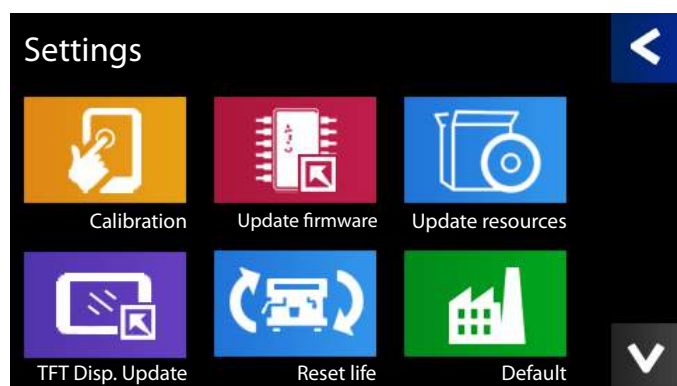 Settings
Calibration
Update firmware
Update resources
TFT Disp. Update
Reset life
Default